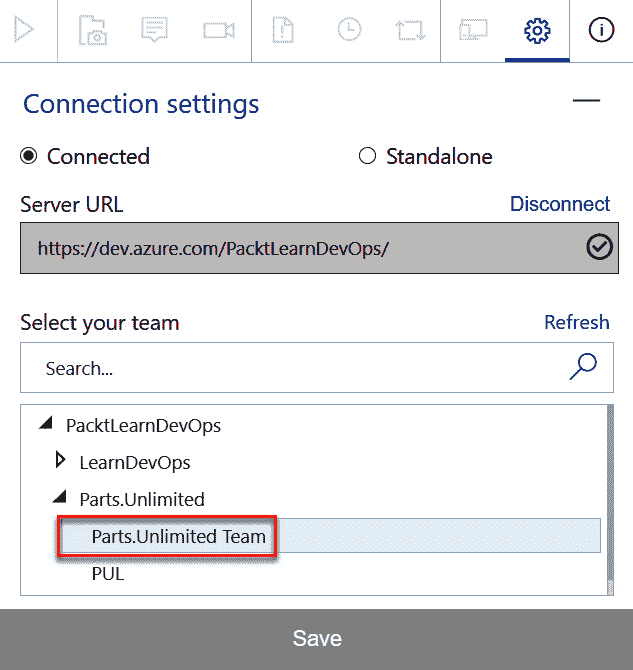 Connection settings
Connected
Standalone
Server URL
Disconnect
https://dev.azure.com/PacktLearnDevOps/
Select your team
Refresh
Search...
PacktLearnDevOps
LearnDevOps
Parts.Unlimited
Parts.Unlimited Team
PUL
Save